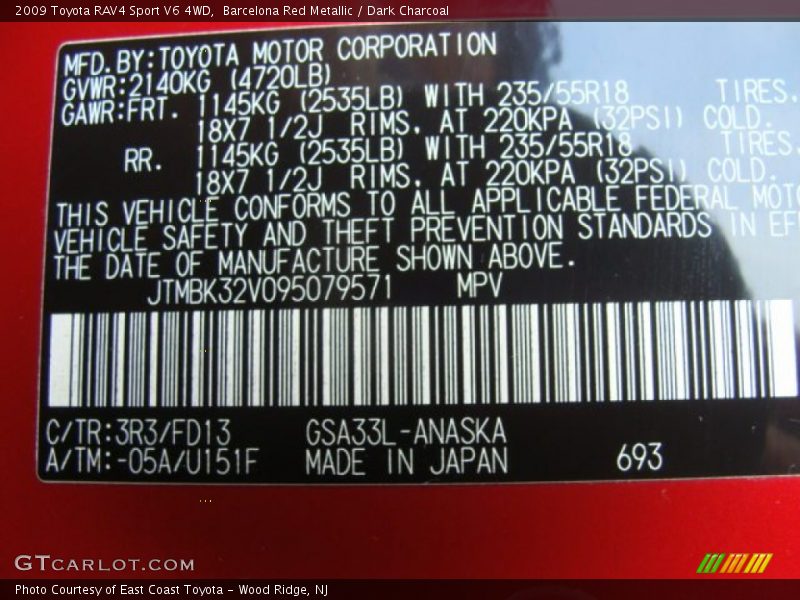 2009 Toyota RAV4 Sport V6 4WD,  Barcelona Red Metallic / Dark Charcoal
MFD.BY:TOYOTA MOTOR CORPORATION
GVWR:2140KG (4720LB)
GAWR:FRT. 1145KG (2535LB) WITH 235/55R18 TIRES.
18X7 1/2J RIMS. AT 220KPA (32PSI) COLD.
RR. 1145KG (2535LB) WITH 235/55R18 TIRES.
18X7 1/2J RIMS. AT 220KPA (32PSI) COLD.
THIS VEHICLE CONFORMS TO ALL APPLICABLE FEDERAL MOTO
VEHICLE SAFETY AND THEFT PREVENTION STANDARDS IN EFF
THE DATE OF MANUFACTURE SHOWN ABOVE.
JTMBK32V095079571 MPV
C/TR:3R3/FD13 GSA33L-ANASKA
A/TM:-05A/U151F MADE IN JAPAN 693
GTCARLOT.COM
Photo Courtesy of East Coast Toyota - Wood Ridge, NJ